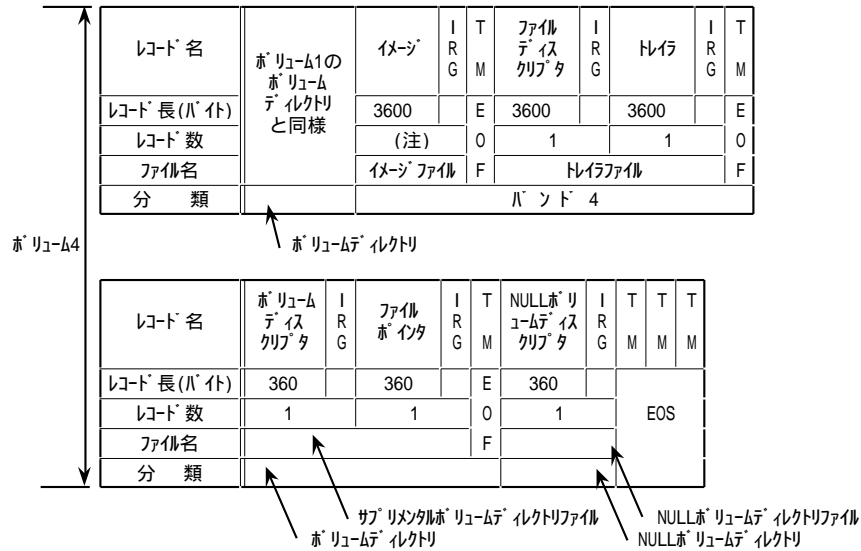 レコード名
ボリューム1の
ボリューム
ディレクトリ
と同様
イメージ
I
R
G
T
M
ファイル
ディス
クリプタ
I
R
G
トレイラ
I
R
G
T
M
レコード長(バイト)
3600
E
3600
3600
E
レコード数
(注)
O
1
1
O
ファイル名
イメージファイル
F
トレイラファイル
F
分 類
バンド4
ボリュームディレクトリ
ボリューム4
レコード名
ボリューム
ディス
クリプタ
I
R
G
ファイル
ポインタ
I
R
G
T
M
NULLボリ
ュームディス
クリプタ
I
R
G
T
M
T
M
T
M
レコード長(バイト)
360
360
E
360
レコード数
1
1
O
1
EOS
ファイル名
F
分 類
サプリメンタルボリュームディレクトリファイル
NULLボリュームディレクトリファイル
ボリュームディレクトリ
NULLボリュームディレクトリ